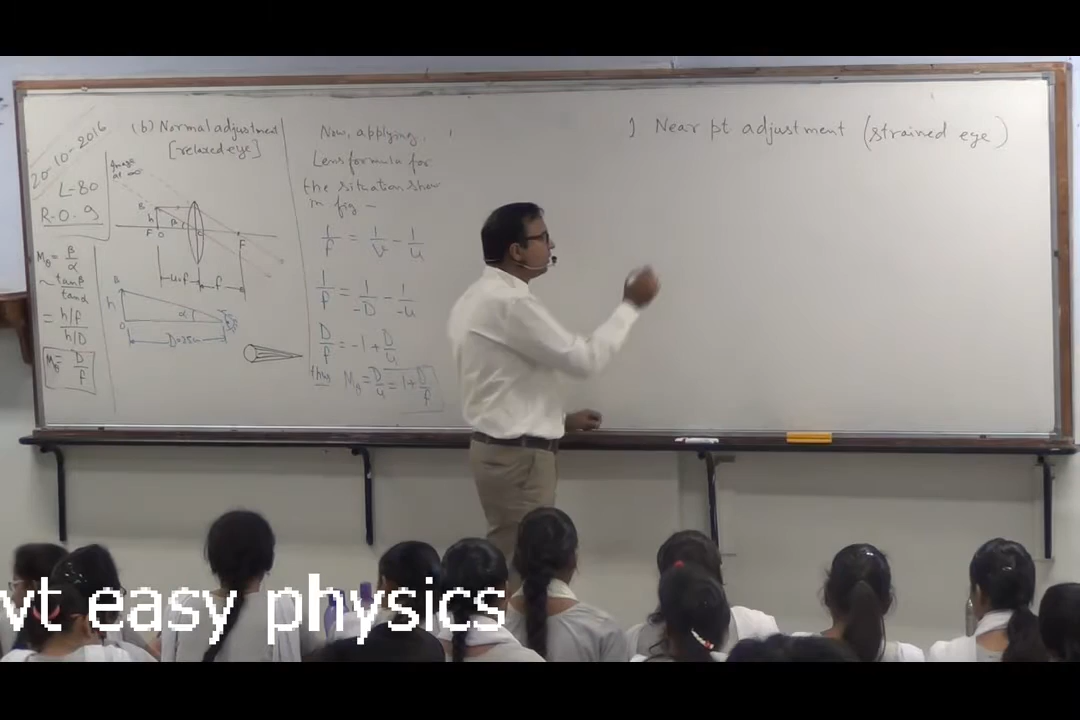 20-10-2016
L-80
R-0.9
Mθ = β/α
~ tanβ/tanα
= h/f / h/D
Mθ = D/f
(b) Normal adjustment
[relaxed eye]
Image
at ∞
B
h
β
F
O
C
F
u=f
f
B
h
α
O
D=25cm
Now, applying,
Lens formula for
the situation show
in fig –
1/f = 1/v − 1/u
1/f = 1/-D − 1/-u
D/f = -1 + D/u
thus Mθ = D/u = 1 + D/f
) Near pt adjustment (strained eye)
vt easy physics